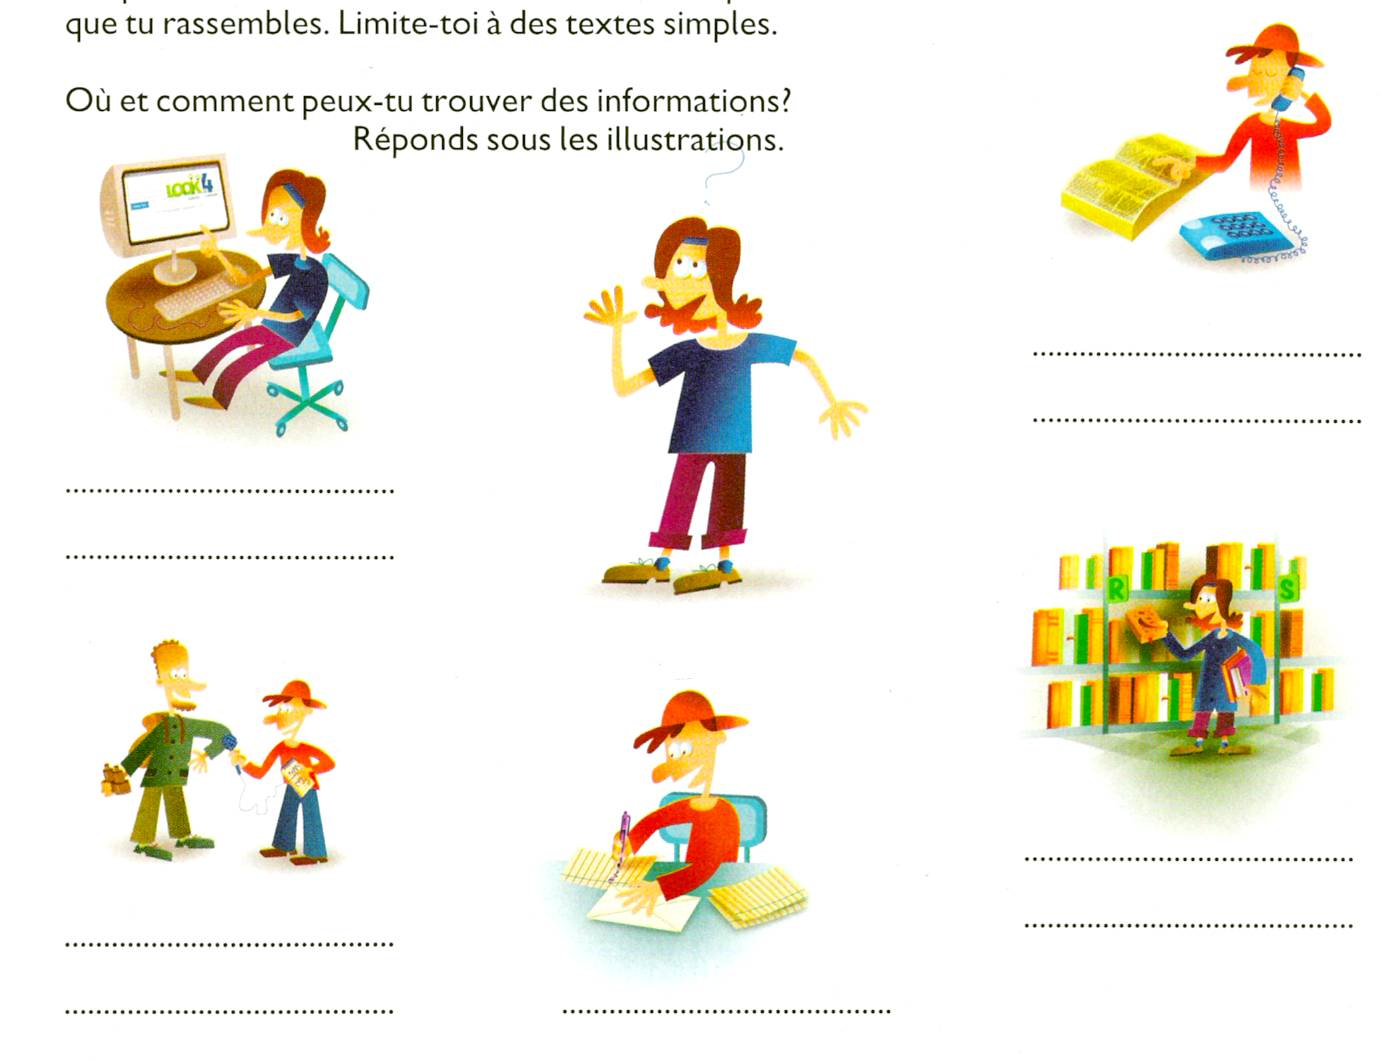 que tu rassembles. Limite-toi à des textes simples.
Où et comment peux-tu trouver des informations?
Réponds sous les illustrations.
LOOK4
R
S